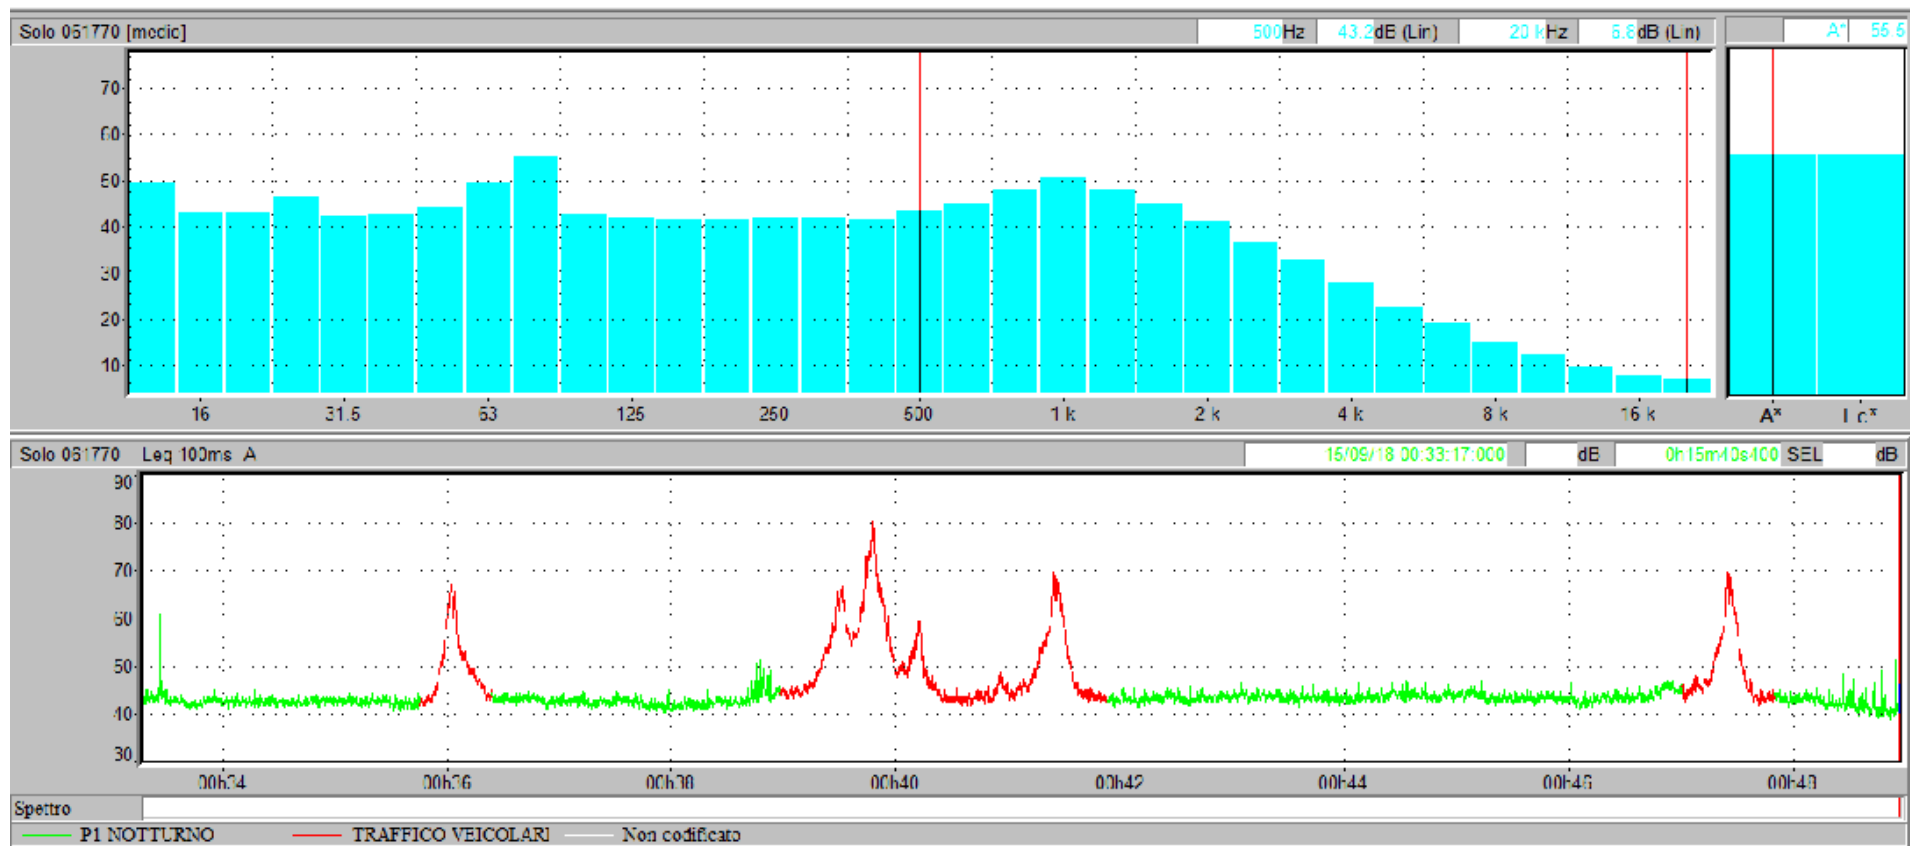 Solo 061770 [medio] 500Hz 43.2dB (Lin) 20 kHz 6.8dB (Lin) A* 55.5
70
60
50
40
30
20
10
16 31.5 63 125 250 500 1 k 2 k 4 k 8 k 16 k A* Lc*
Solo 061770 Leq 100ms A 15/09/18 00:33:17:000 dB 0h15m40s400 SEL dB
90
80
70
60
50
40
30
00h34 00h36 00h38 00h40 00h42 00h44 00h46 00h48
Spettro
P1 NOTTURNO TRAFFICO VEICOLARI Non codificato